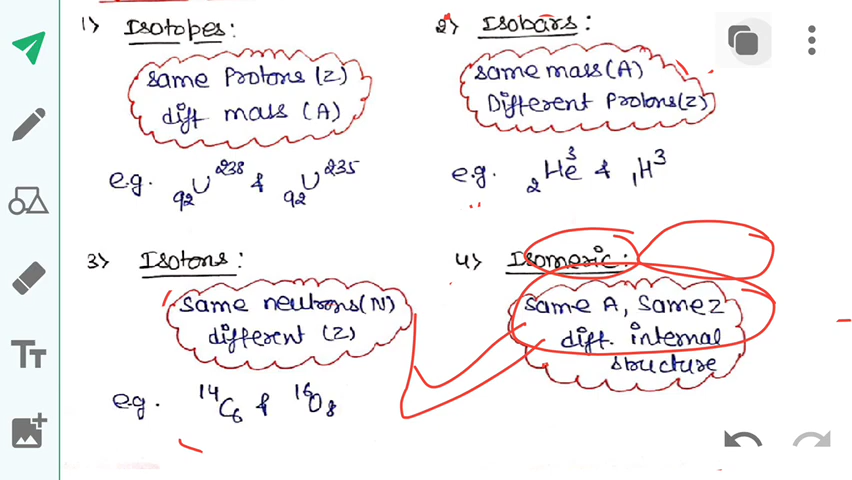 1) Isotopes:
same Protons (Z)
diff mass (A)
e.g. ₉₂U²³⁸ & ₉₂U²³⁵
2) Isobars:
same mass (A)
Different Protons(Z)
e.g. ₂He³ & ₁H³
3) Isotons:
same neutrons(N)
different (Z)
e.g. ¹⁴C₆ & ¹⁶O₈
4) Isomeric:
same A, same Z
diff. internal
structure
TT